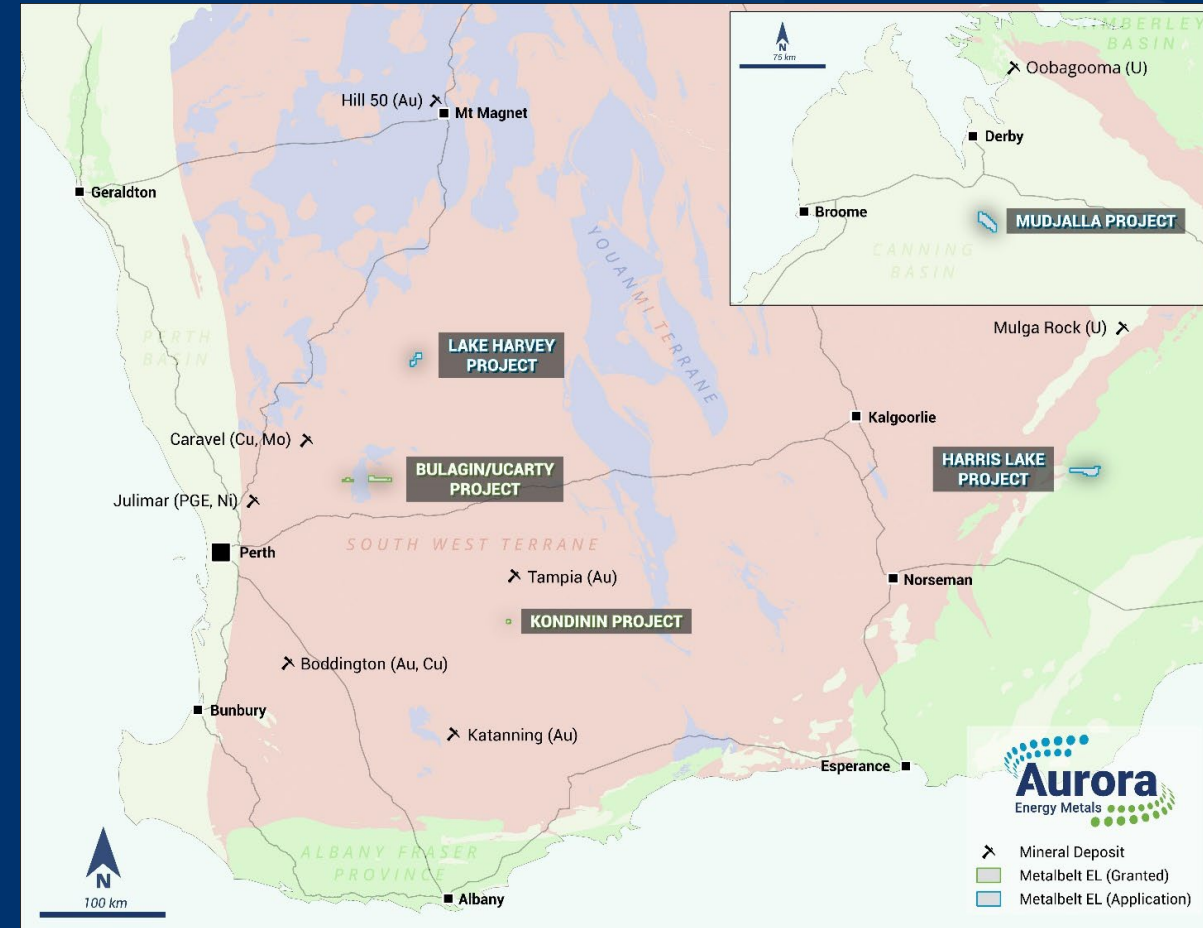 Hill 50 (Au)
Mt Magnet
Geraldton
YOUANMI TERRANE
PERTH
BASIN
LAKE HARVEY
PROJECT
Caravel (Cu, Mo)
BULAGIN/UCARTY
PROJECT
Julimar (PGE, Ni)
Perth
SOUTH WEST TERRANE
Tampia (Au)
KONDININ PROJECT
Boddington (Au, Cu)
Bunbury
Katanning (Au)
ALBANY FRASER
PROVINCE
Albany
Esperance
Norseman
Kalgoorlie
HARRIS LAKE
PROJECT
Mulga Rock (U)
N
100 km
N
75 km
KIMBERLEY
BASIN
Oobagooma (U)
Derby
Broome
MUDJALLA PROJECT
CANNING
BASIN
Aurora
Energy Metals
Mineral Deposit
Metalbelt EL (Granted)
Metalbelt EL (Application)